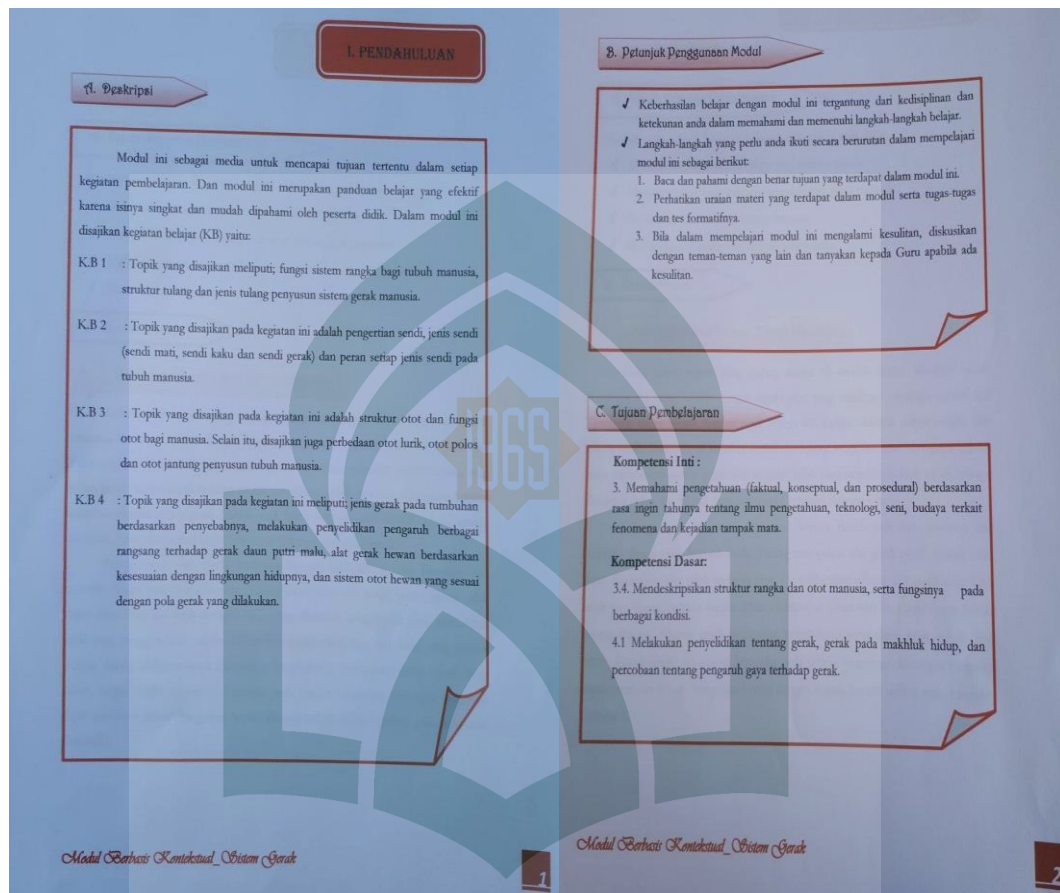 I. PENDAHULUAN
A. Deskripsi
Modul ini sebagai media untuk mencapai tujuan tertentu dalam setiap
kegiatan pembelajaran. Dan modul ini merupakan panduan belajar yang efektif
karena isinya singkat dan mudah dipahami oleh peserta didik. Dalam modul ini
disajikan kegiatan belajar (KB) yaitu:
K.B 1 : Topik yang disajikan meliputi; fungsi sistem rangka bagi tubuh manusia,
struktur tulang dan jenis tulang penyusun sistem gerak manusia.
K.B 2 : Topik yang disajikan pada kegiatan ini adalah pengertian sendi, jenis sendi
(sendi mati, sendi kaku dan sendi gerak) dan peran setiap jenis sendi pada
tubuh manusia.
K.B 3 : Topik yang disajikan pada kegiatan ini adalah struktur otot dan fungsi
otot bagi manusia. Selain itu, disajikan juga perbedaan otot lurik, otot polos
dan otot jantung penyusun tubuh manusia.
K.B 4 : Topik yang disajikan pada kegiatan ini meliputi; jenis gerak pada tumbuhan
berdasarkan penyebabnya, melakukan penyelidikan pengaruh berbagai
rangsang terhadap gerak daun putri malu, alat gerak hewan berdasarkan
kesesuaian dengan lingkungan hidupnya, dan sistem otot hewan yang sesuai
dengan pola gerak yang dilakukan.
Modul Berbasis Kontekstual_Sistem Gerak
1
B. Petunjuk Penggunaan Modul
✓ Keberhasilan belajar dengan modul ini tergantung dari kedisiplinan dan
ketekunan anda dalam memahami dan memenuhi langkah-langkah belajar.
✓ Langkah-langkah yang perlu anda ikuti secara berurutan dalam mempelajari
modul ini sebagai berikut:
1. Baca dan pahami dengan benar tujuan yang terdapat dalam modul ini.
2. Perhatikan uraian materi yang terdapat dalam modul serta tugas-tugas
dan tes formatifnya.
3. Bila dalam mempelajari modul ini mengalami kesulitan, diskusikan
dengan teman-teman yang lain dan tanyakan kepada Guru apabila ada
kesulitan.
C. Tujuan Pembelajaran
Kompetensi Inti :
3. Memahami pengetahuan (faktual, konseptual, dan prosedural) berdasarkan
rasa ingin tahunya tentang ilmu pengetahuan, teknologi, seni, budaya terkait
fenomena dan kejadian tampak mata.
Kompetensi Dasar:
3.4. Mendeskripsikan struktur rangka dan otot manusia, serta fungsinya pada
berbagai kondisi.
4.1 Melakukan penyelidikan tentang gerak, gerak pada makhluk hidup, dan
percobaan tentang pengaruh gaya terhadap gerak.
Modul Berbasis Kontekstual_Sistem Gerak
2
1965